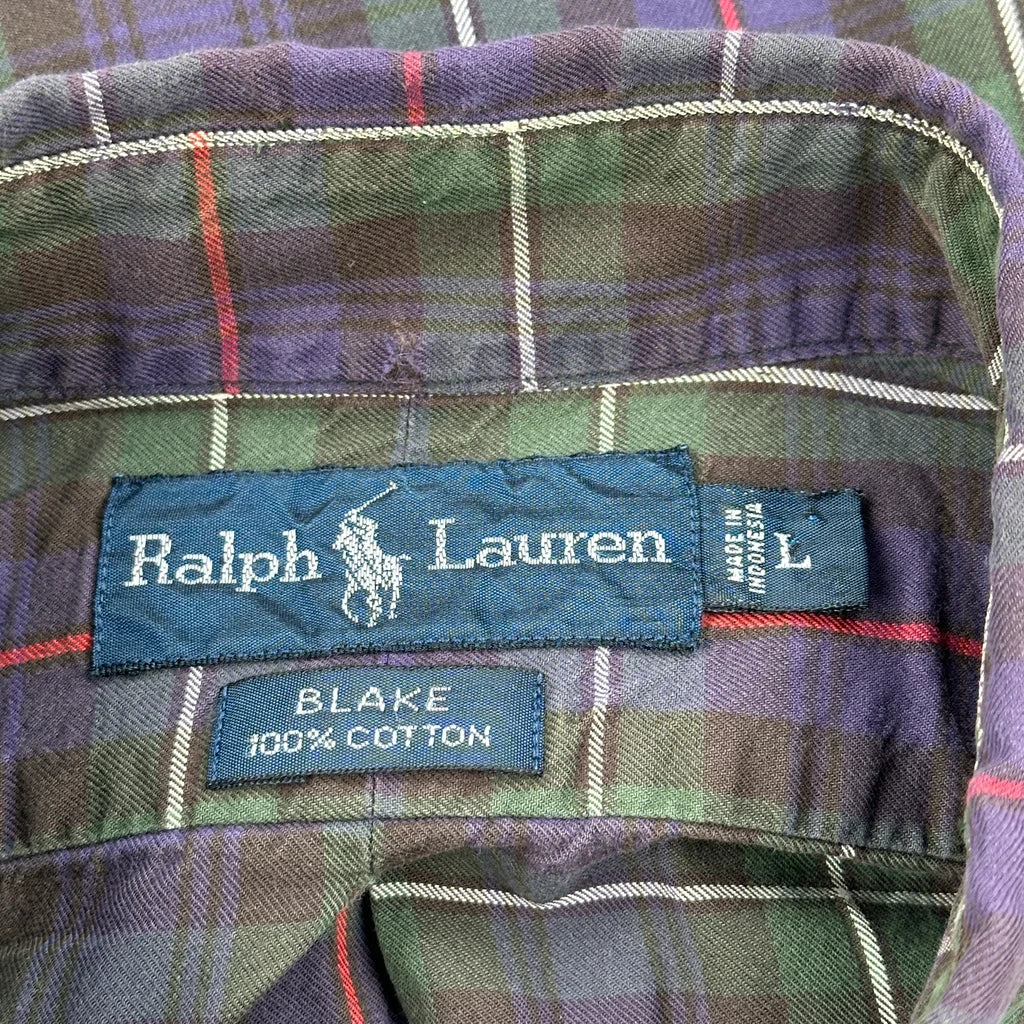 Ralph Lauren
MADE IN
INDONESIA
L
BLAKE
100% COTTON